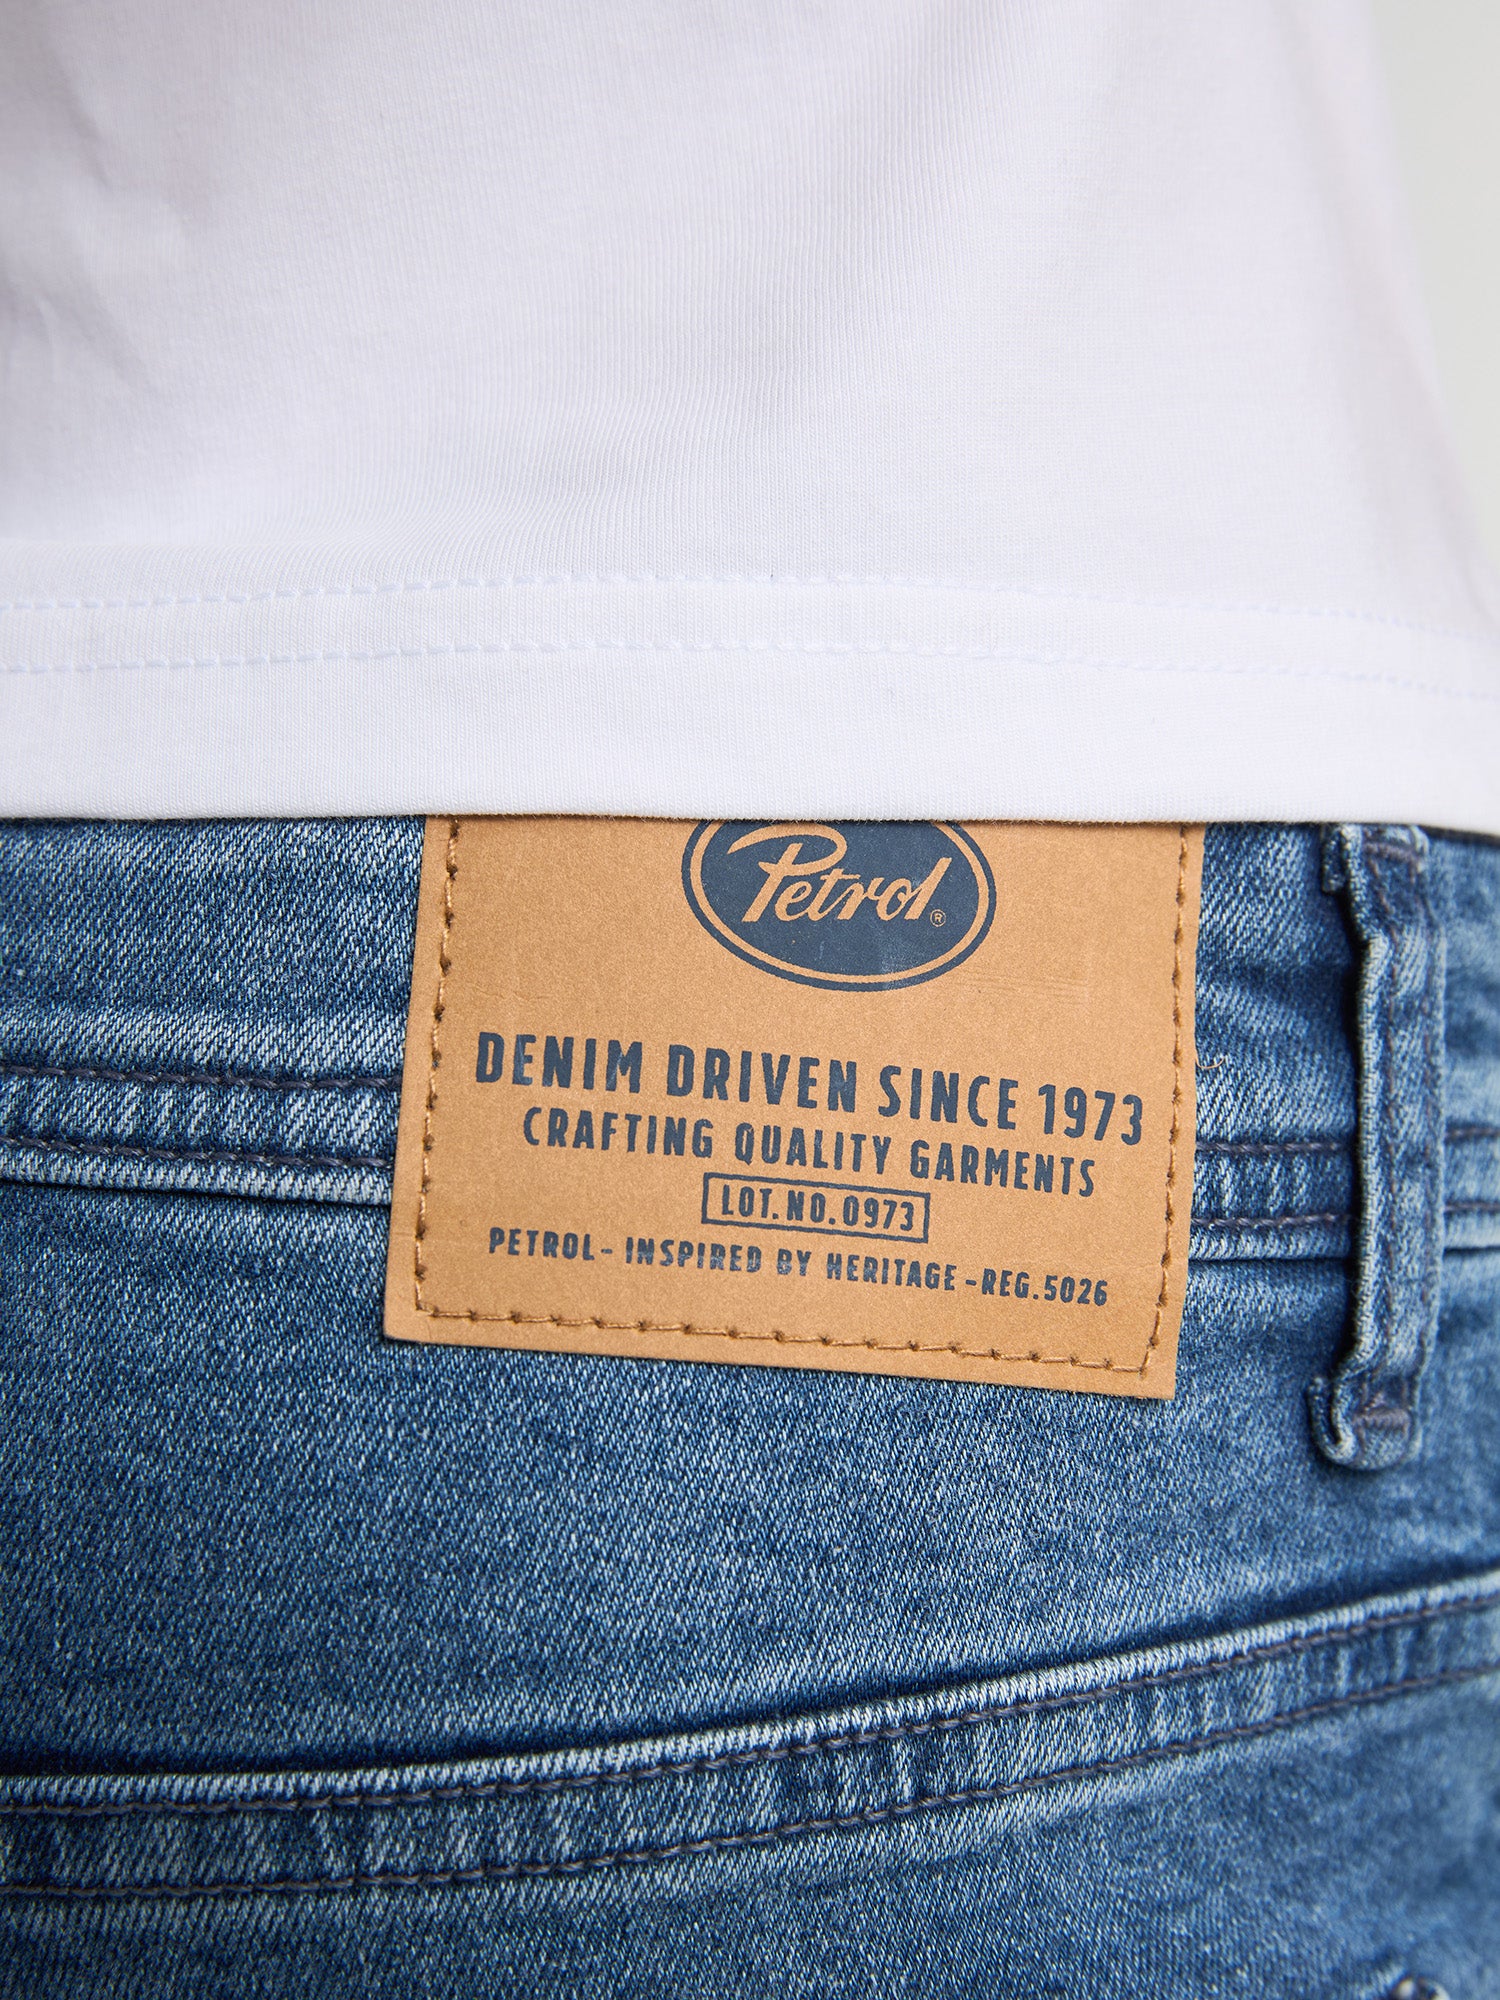 Petrol®
DENIM DRIVEN SINCE 1973
CRAFTING QUALITY GARMENTS
LOT.NO.0973
PETROL- INSPIRED BY HERITAGE -REG.5026